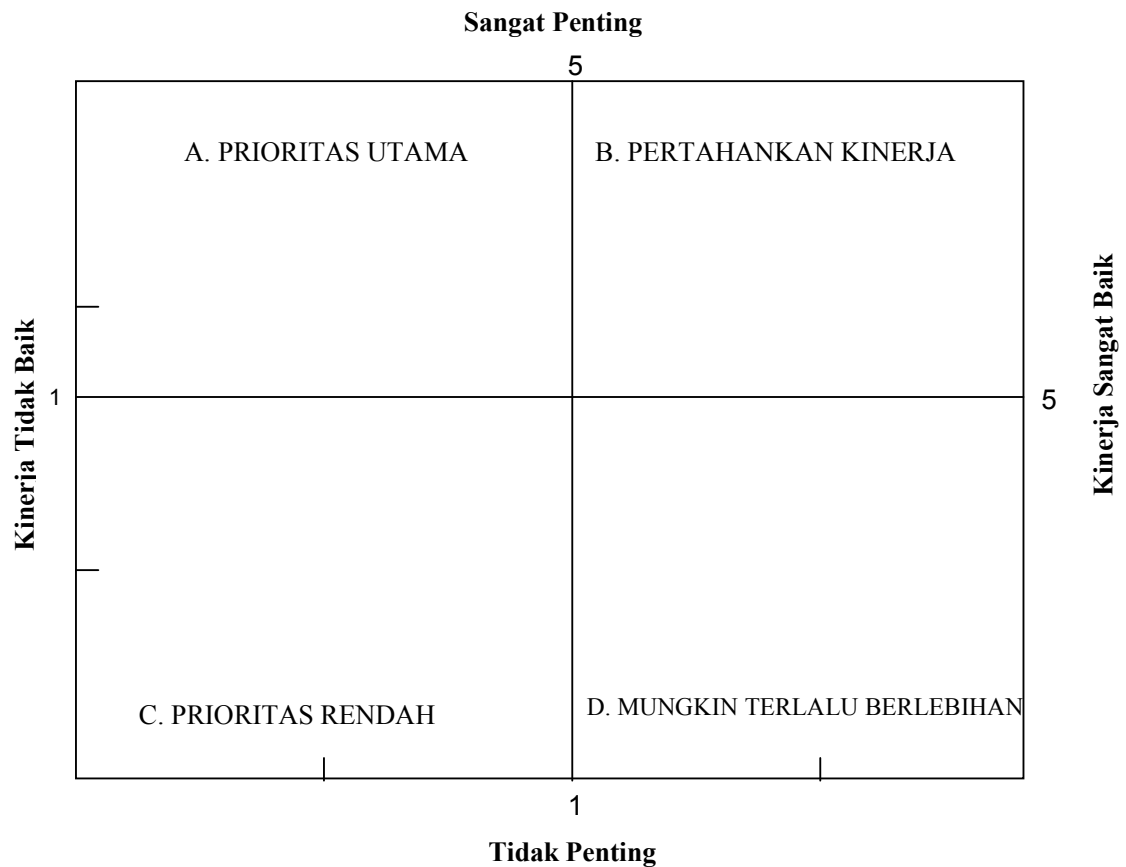 Sangat Penting
5
A. PRIORITAS UTAMA
B. PERTAHANKAN KINERJA
Kinerja Tidak Baik
1
5
Kinerja Sangat Baik
C. PRIORITAS RENDAH
D. MUNGKIN TERLALU BERLEBIHAN
1
Tidak Penting